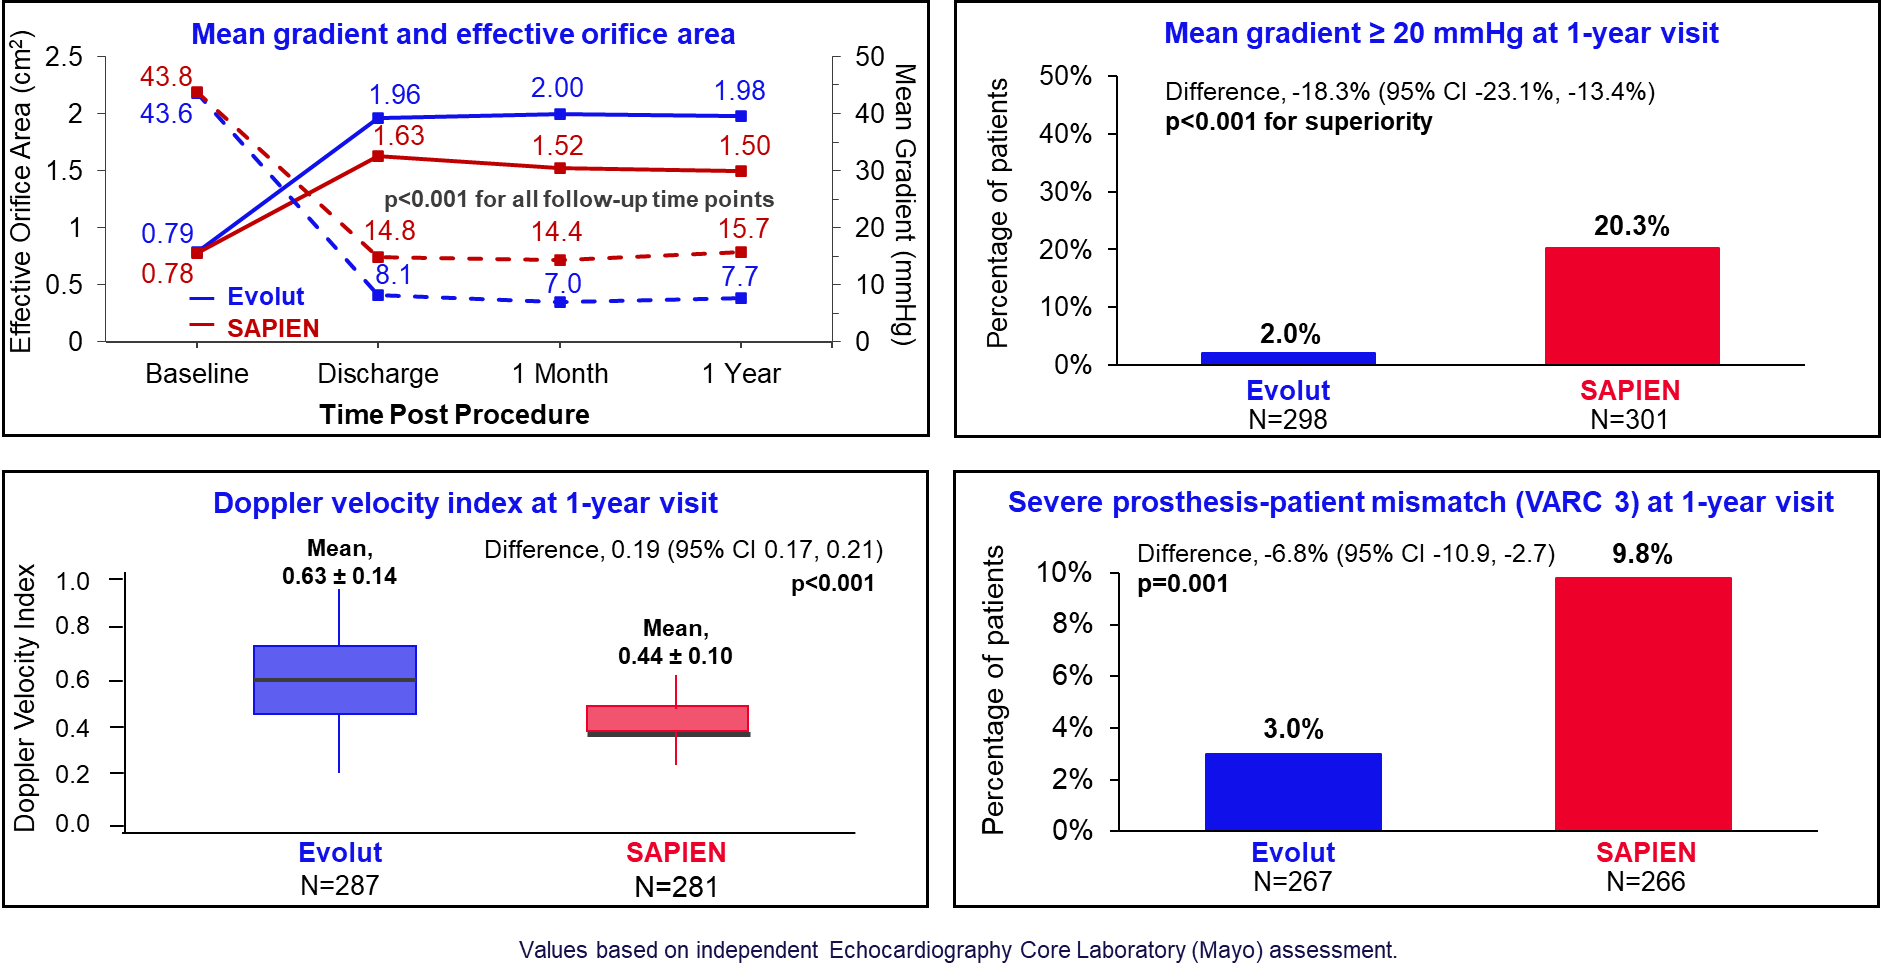 Mean gradient and effective orifice area
Effective Orifice Area (cm²)
2.5
2
1.5
1
0.5
0
Mean Gradient (mmHg)
50
40
30
20
10
0
43.8
43.6
0.79
0.78
1.96
1.63
2.00
1.52
1.98
1.50
p<0.001 for all follow-up time points
14.8
8.1
14.4
7.0
15.7
7.7
Evolut
SAPIEN
Baseline
Discharge
1 Month
1 Year
Time Post Procedure
Mean gradient ≥ 20 mmHg at 1-year visit
Percentage of patients
50%
40%
30%
20%
10%
0%
Difference, -18.3% (95% CI -23.1%, -13.4%)
p<0.001 for superiority
2.0%
20.3%
Evolut
N=298
SAPIEN
N=301
Doppler velocity index at 1-year visit
Doppler Velocity Index
1.0
0.8
0.6
0.4
0.2
0.0
Mean,
0.63 ± 0.14
Difference, 0.19 (95% CI 0.17, 0.21)
p<0.001
Mean,
0.44 ± 0.10
Evolut
N=287
SAPIEN
N=281
Severe prosthesis-patient mismatch (VARC 3) at 1-year visit
Percentage of patients
10%
8%
6%
4%
2%
0%
Difference, -6.8% (95% CI -10.9, -2.7)
p=0.001
3.0%
9.8%
Evolut
N=267
SAPIEN
N=266
Values based on independent Echocardiography Core Laboratory (Mayo) assessment.